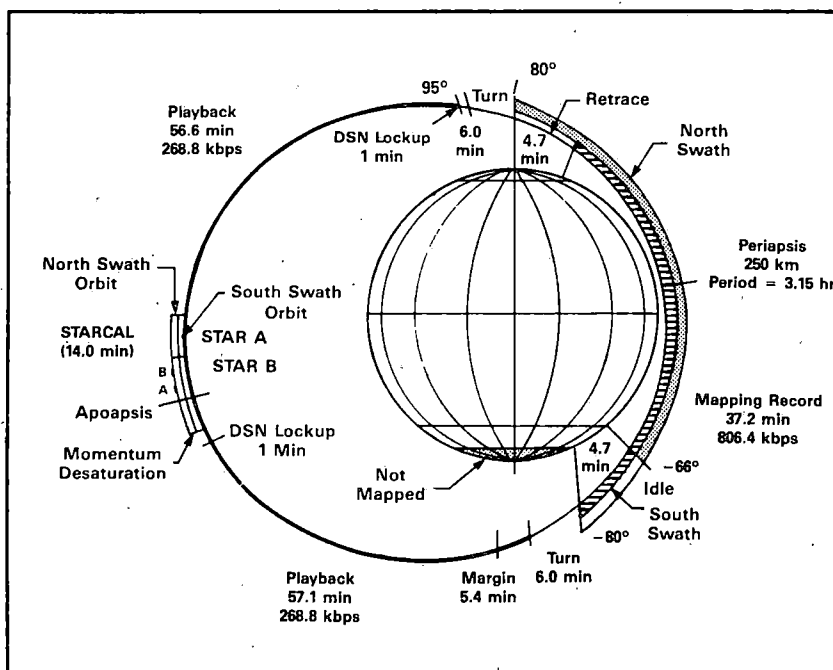 80°
95°
Turn
Retrace
Playback
56.6 min
268.8 kbps
DSN Lockup
1 min
6.0
min
4.7
min
North
Swath
Periapsis
250 km
Period = 3.15 hr
North Swath
Orbit
South Swath
Orbit
STARCAL
(14.0 min)
STAR A
STAR B
B
A
Apoapsis
DSN Lockup
1 Min
Momentum
Desaturation
Mapping Record
37.2 min
806.4 kbps
Not
Mapped
4.7
min
-66°
Idle
South
Swath
-80°
Turn
6.0 min
Margin
5.4 min
Playback
57.1 min
268.8 kbps